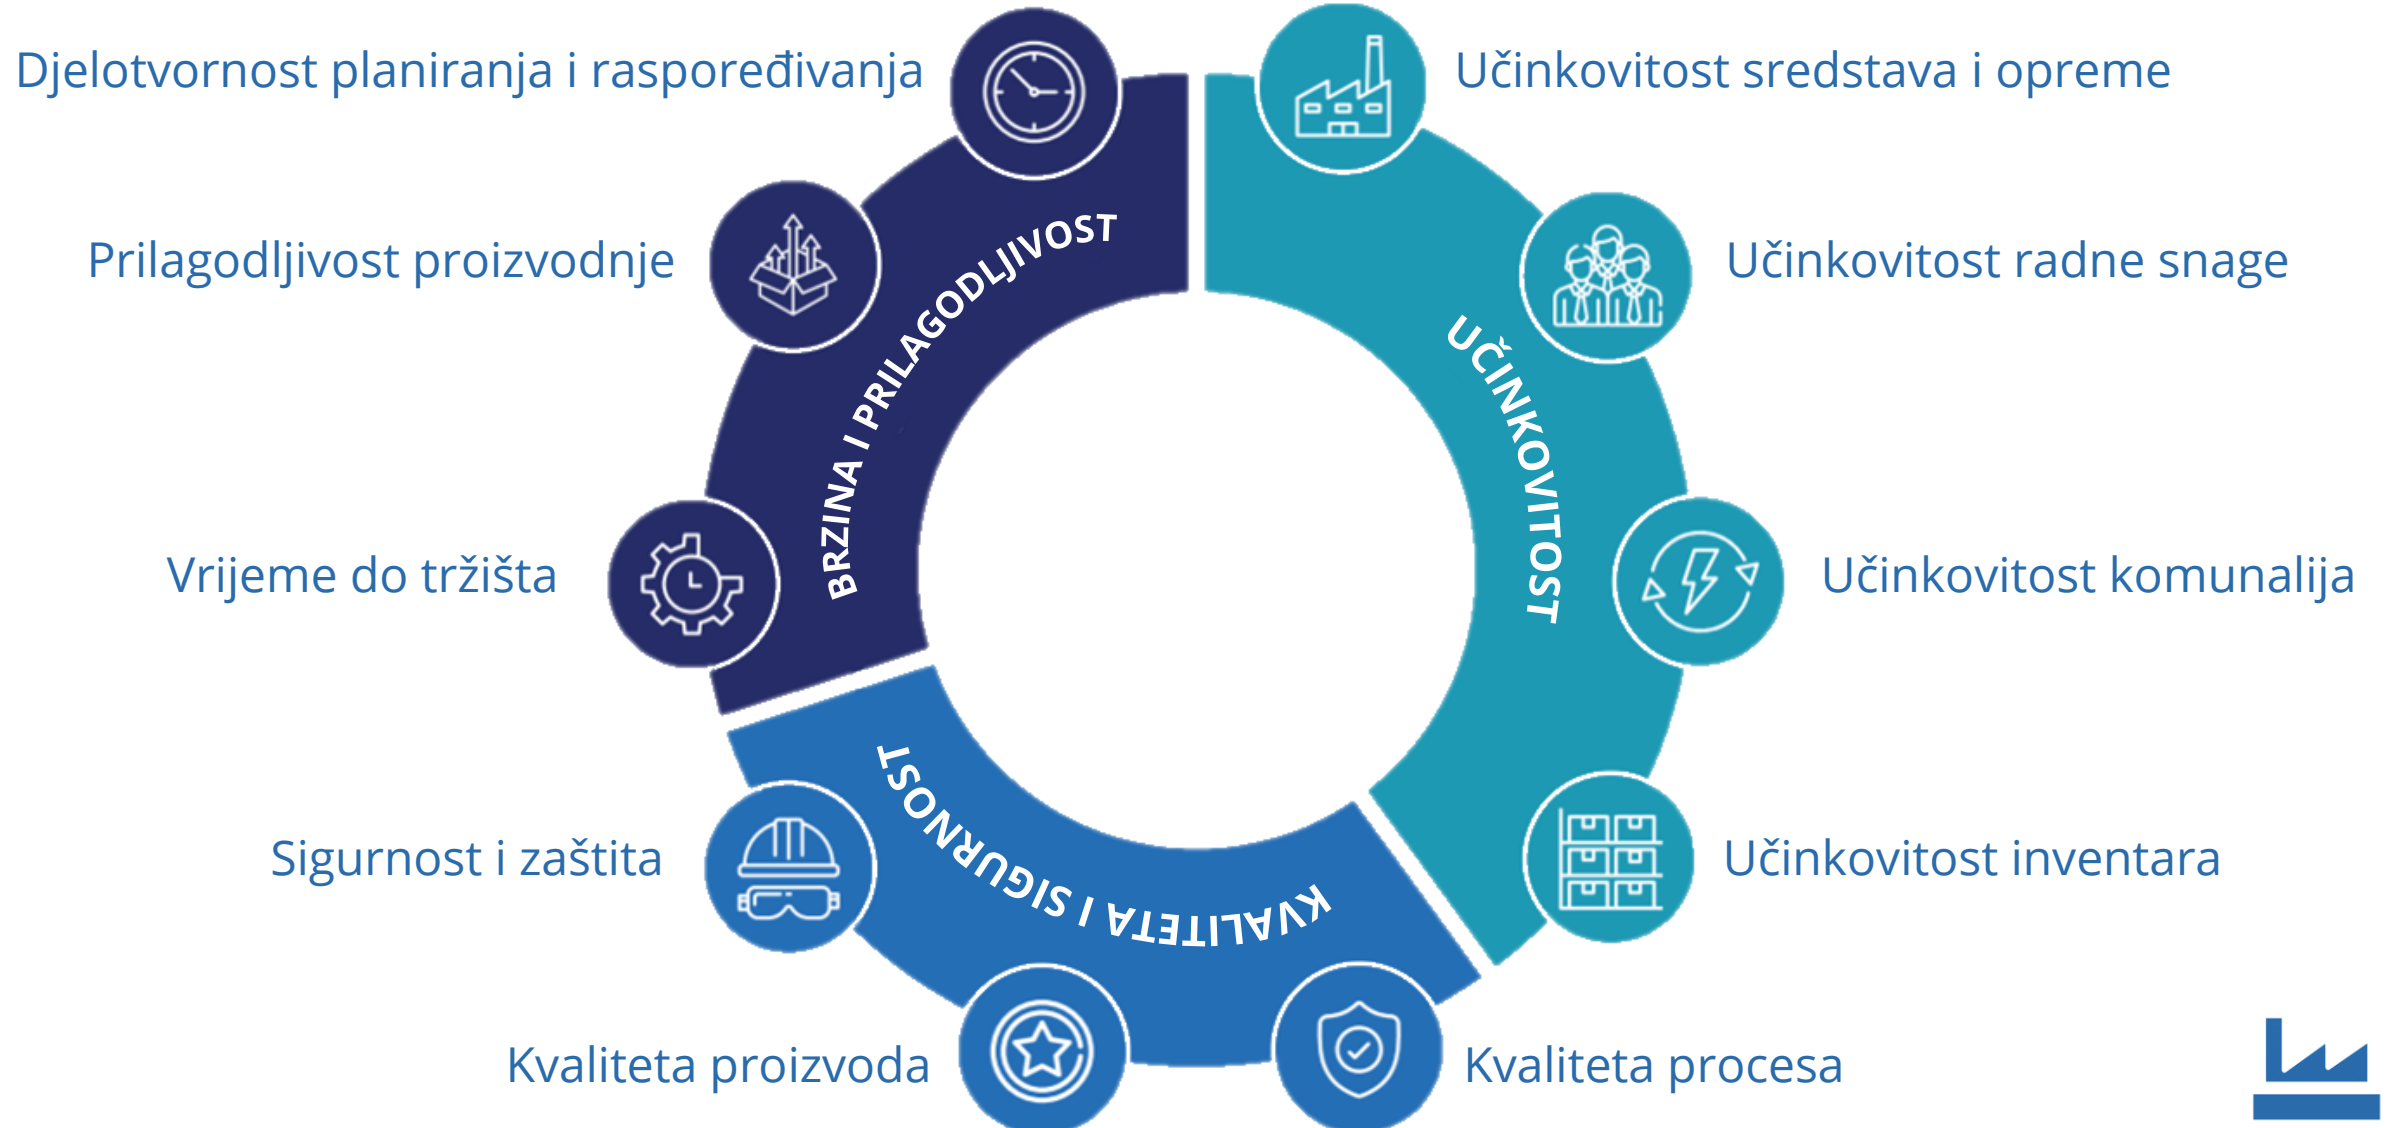 Djelotvornost planiranja i raspoređivanja
Učinkovitost sredstava i opreme
Prilagodljivost proizvodnje
Učinkovitost radne snage
BRZINA I PRILAGODLJIVOST
UČINKOVITOST
Vrijeme do tržišta
Učinkovitost komunalija
KVALITETA I SIGURNOST
Sigurnost i zaštita
Učinkovitost inventara
Kvaliteta proizvoda
Kvaliteta procesa